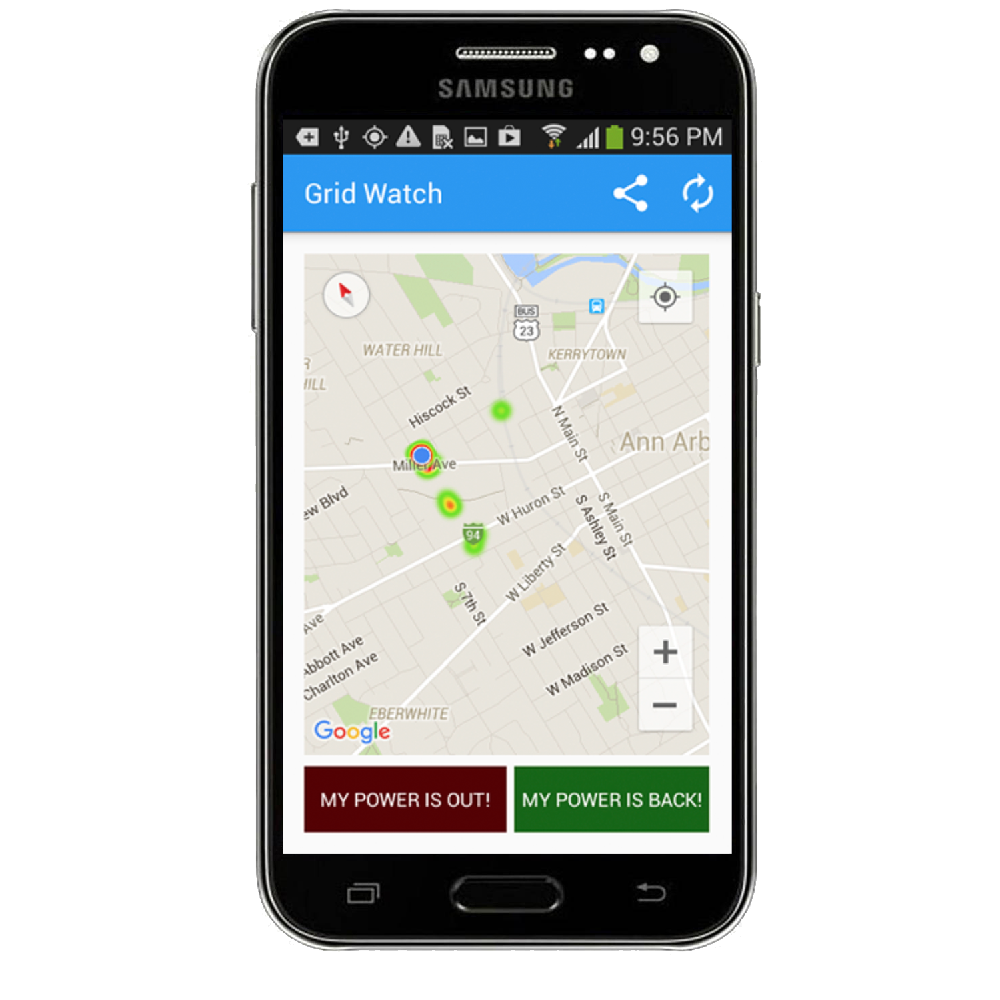 SAMSUNG
9:56 PM
Grid Watch
BUS
23
WATER HILL
KERRYTOWN
HILL
Hiscock St
N Main St
Ann Arb
Miller Ave
ew Blvd
W Huron St
S Main St
S Ashley St
94
W Liberty St
S 7th St
W Jefferson St
Ave
Abbott Ave
W Madison St
Charlton Ave
EBERWHITE
Google
MY POWER IS OUT!
MY POWER IS BACK!